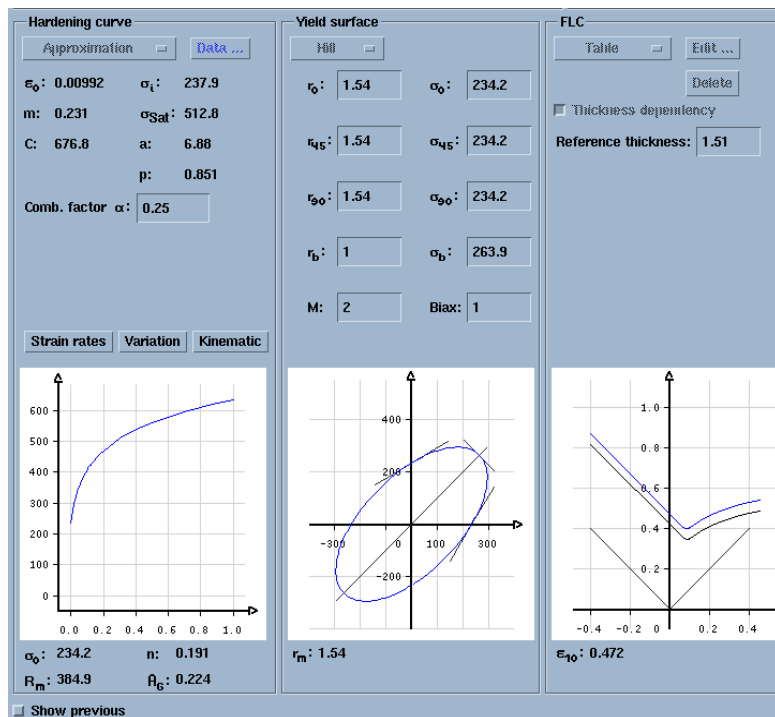 Hardening curve
Approximation Data ...
εo: 0.00992 σi: 237.9
m: 0.231 σSat: 512.8
C: 676.8 a: 6.88
p: 0.851
Comb. factor α: 0.25
Strain rates Variation Kinematic
600
500
400
300
200
100
0
0.0 0.2 0.4 0.6 0.8 1.0
σo: 234.2 n: 0.191
Rm: 384.9 AG: 0.224
Show previous
Yield surface
Hill
ro: 1.54 σo: 234.2
r45: 1.54 σ45: 234.2
r90: 1.54 σ90: 234.2
rb: 1 σb: 263.9
M: 2 Biax: 1
400
200
-300 0 300
-200
rm: 1.54
FLC
Table Edit ...
Delete
Thickness dependency
Reference thickness: 1.51
1.0
0.8
0.6
0.4
0.2
-0.4 -0.2 0 0.2 0.4
ε10: 0.472